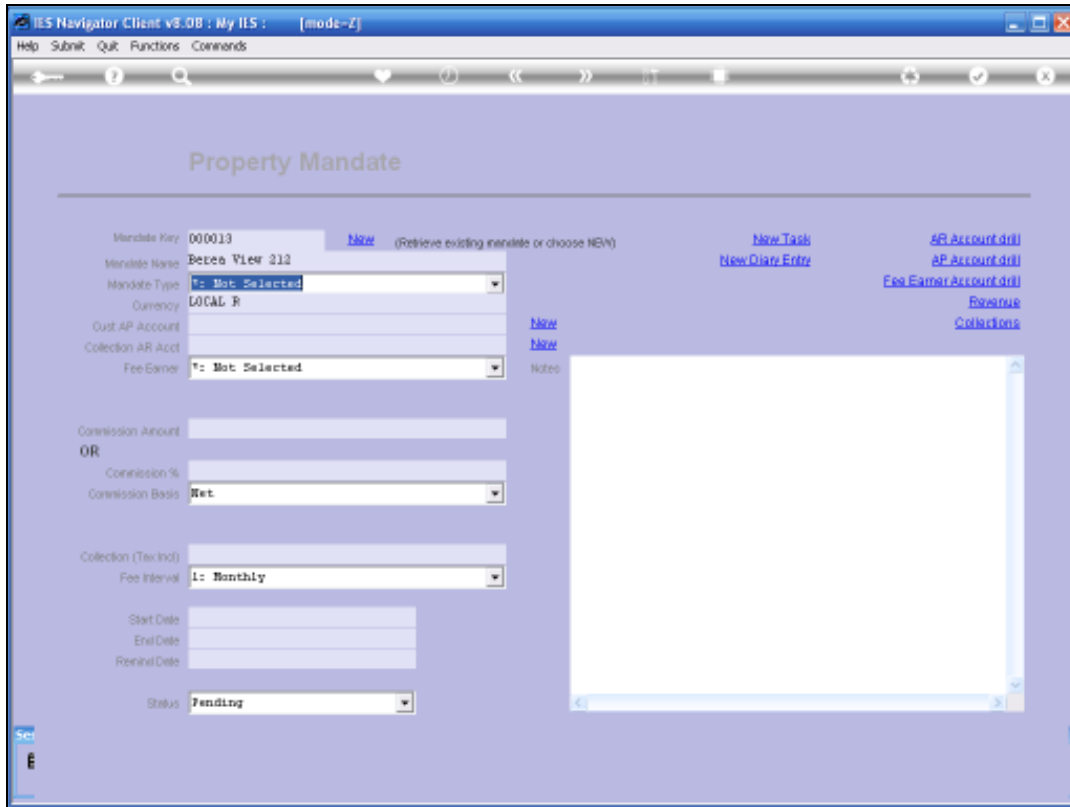 IES Navigator Client v8.08 : My IES : [mode=Z]
Help Submit Quit Functions Commands
Property Mandate
Mandate Key 000013 New (Retrieve existing mandate or choose NEW) New Task AR Account drill
Mandate Name Berea View 212 New Diary Entry AP Account drill
Mandate Type *: Not Selected Fee Earner Account drill
Currency LOCAL R Revenue
Cust AP Account New Collections
Collection AR Acct New
Fee Earner *: Not Selected Notes
Commission Amount
OR
Commission %
Commission Basis Net
Collection (Tax Incl)
Fee Interval 1: Monthly
Start Date
End Date
Remind Date
Status Pending